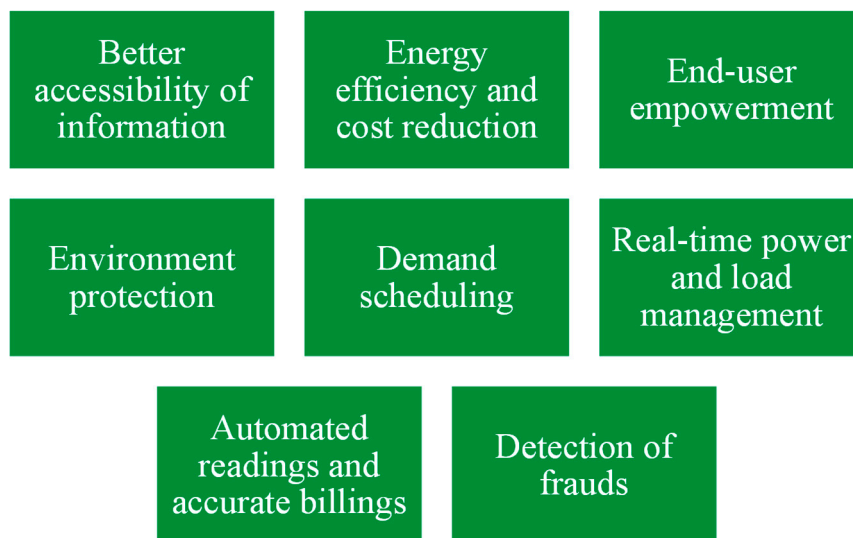 Better
accessibility of
information
Energy
efficiency and
cost reduction
End-user
empowerment
Environment
protection
Demand
scheduling
Real-time power
and load
management
Automated
readings and
accurate billings
Detection of
frauds